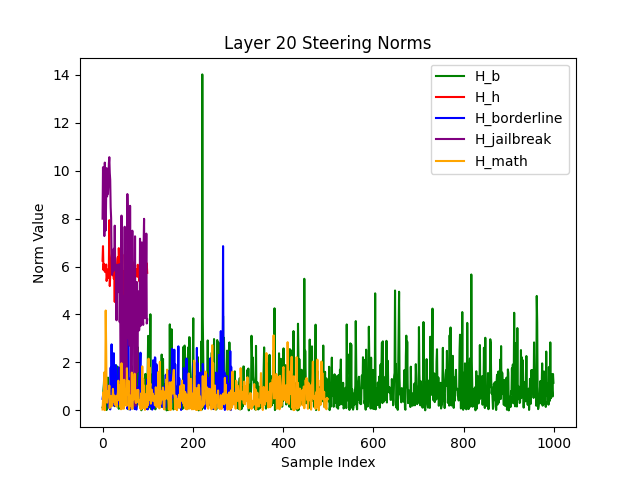 Layer 20 Steering Norms
14
12
10
8
6
4
2
0
Norm Value
H_b
H_h
H_borderline
H_jailbreak
H_math
0 200 400 600 800 1000
Sample Index